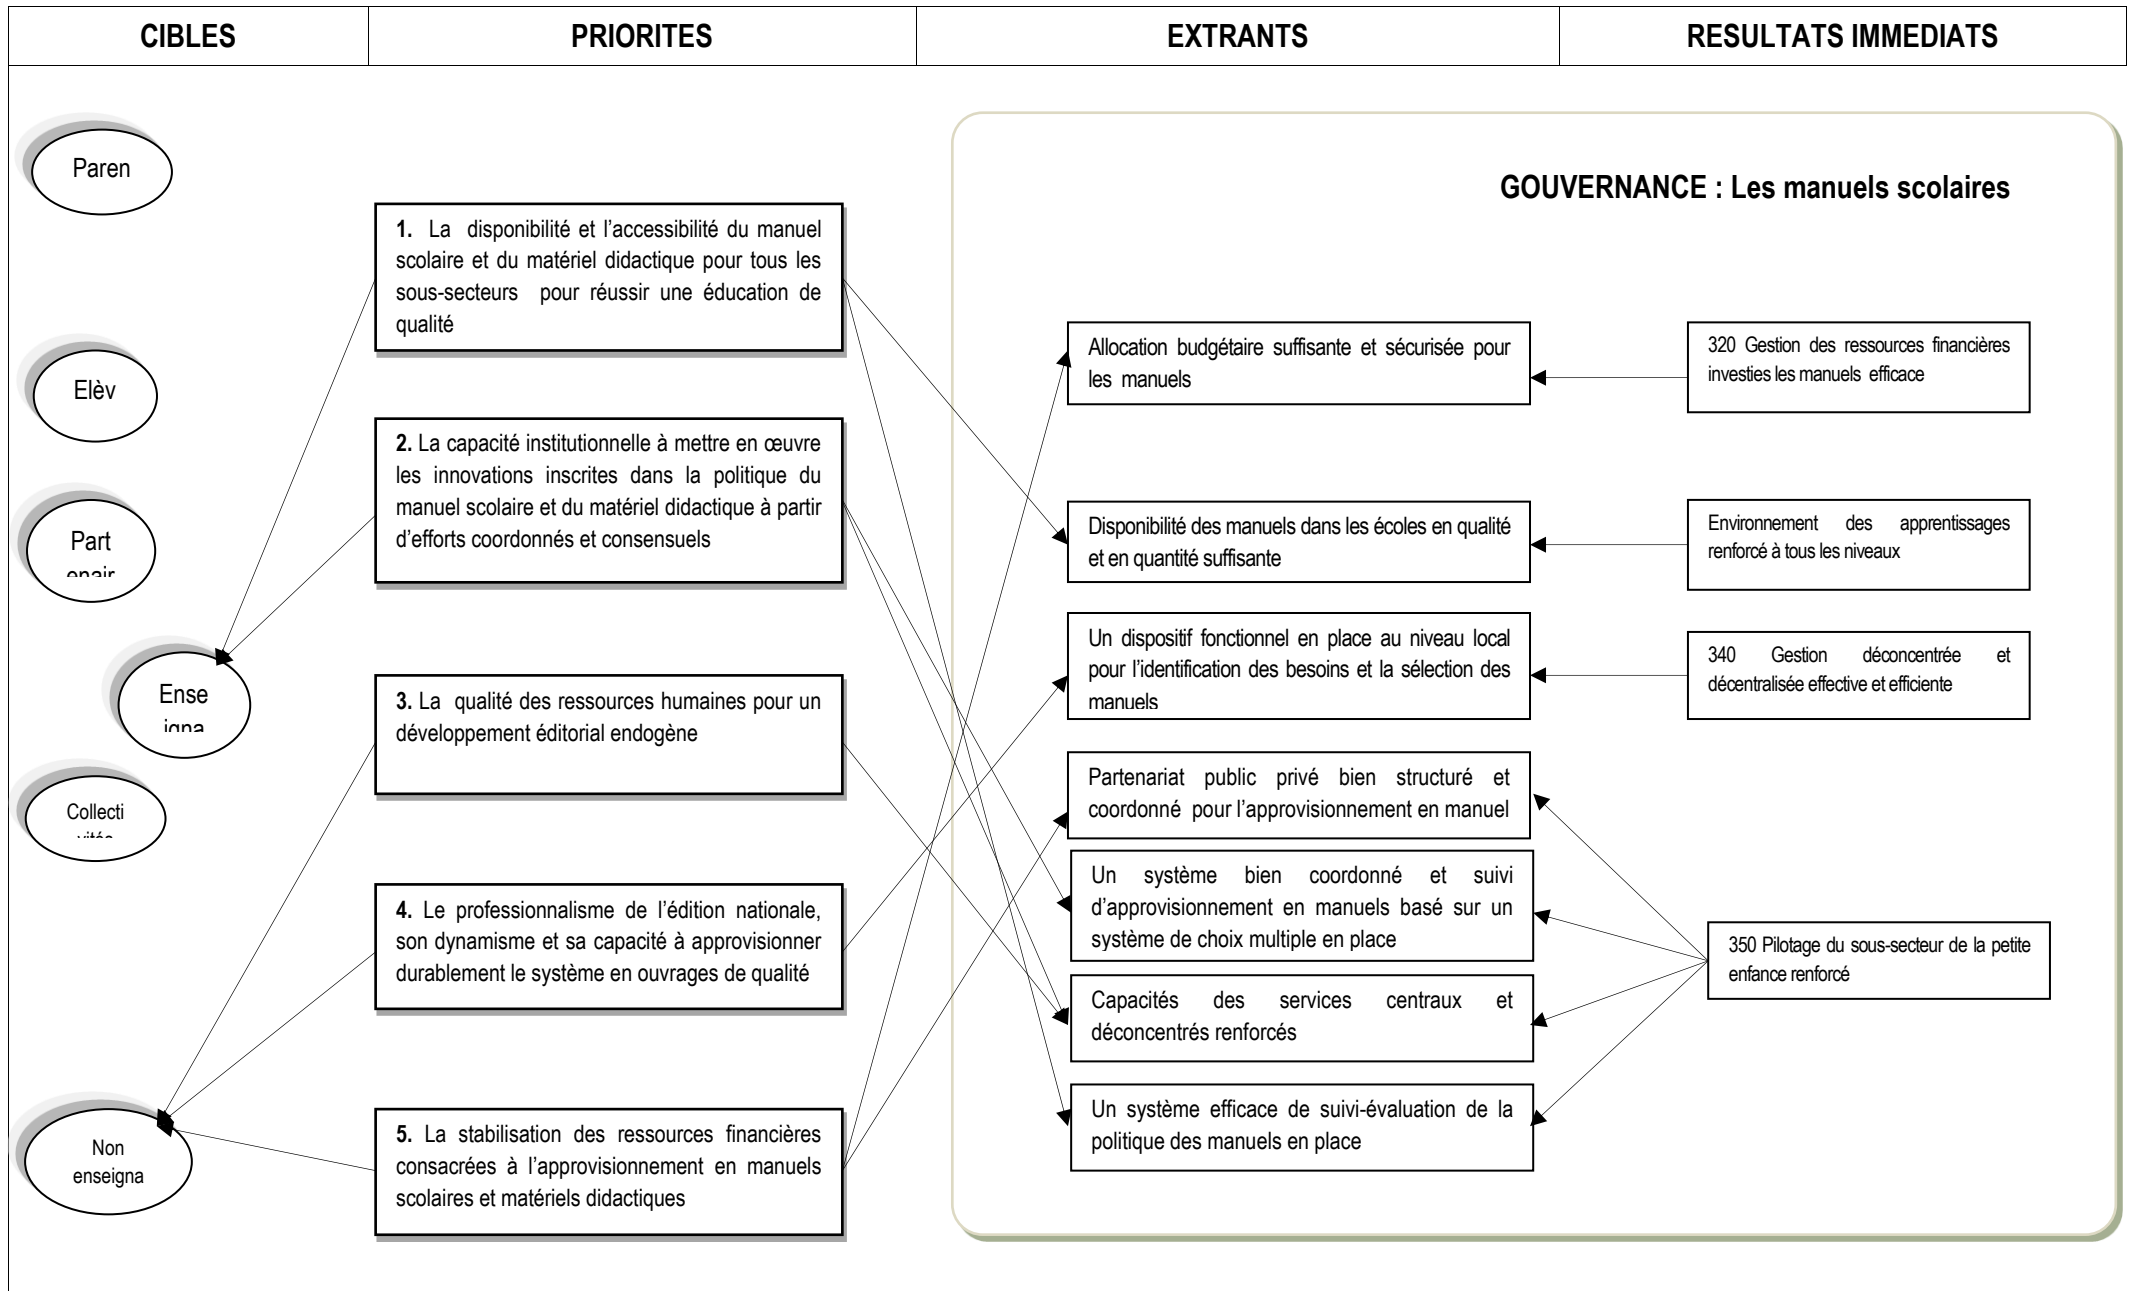 CIBLES
PRIORITES
EXTRANTS
RESULTATS IMMEDIATS
GOUVERNANCE : Les manuels scolaires
Paren
Elèv
Part
enair
Ense
igna
Collecti
vités
Non
enseigna
1. La disponibilité et l’accessibilité du manuel
scolaire et du matériel didactique pour tous les
sous-secteurs pour réussir une éducation de
qualité
2. La capacité institutionnelle à mettre en œuvre
les innovations inscrites dans la politique du
manuel scolaire et du matériel didactique à partir
d’efforts coordonnés et consensuels
3. La qualité des ressources humaines pour un
développement éditorial endogène
4. Le professionnalisme de l’édition nationale,
son dynamisme et sa capacité à approvisionner
durablement le système en ouvrages de qualité
5. La stabilisation des ressources financières
consacrées à l’approvisionnement en manuels
scolaires et matériels didactiques
Allocation budgétaire suffisante et sécurisée pour
les manuels
Disponibilité des manuels dans les écoles en qualité
et en quantité suffisante
Un dispositif fonctionnel en place au niveau local
pour l’identification des besoins et la sélection des
manuels
Partenariat public privé bien structuré et
coordonné pour l’approvisionnement en manuel
Un système bien coordonné et suivi
d’approvisionnement en manuels basé sur un
système de choix multiple en place
Capacités des services centraux et
déconcentrés renforcés
Un système efficace de suivi-évaluation de la
politique des manuels en place
320 Gestion des ressources financières
investies les manuels efficace
Environnement des apprentissages
renforcé à tous les niveaux
340 Gestion déconcentrée et
décentralisée effective et efficiente
350 Pilotage du sous-secteur de la petite
enfance renforcé